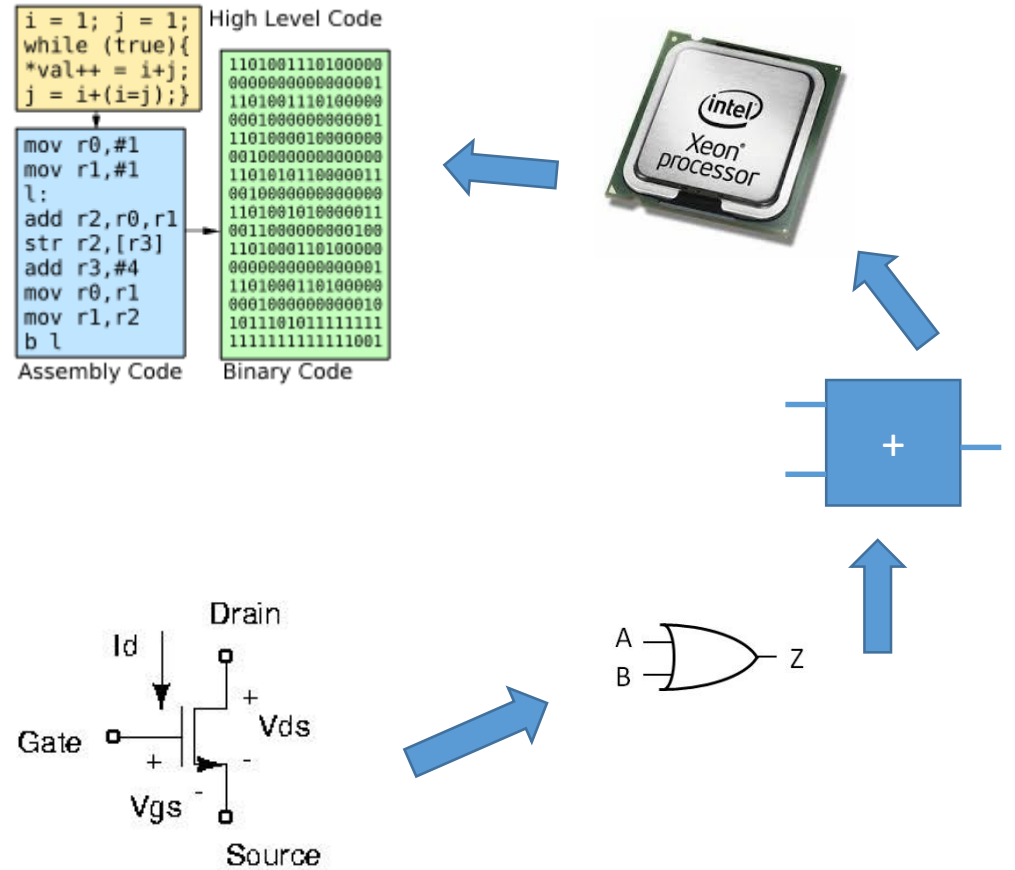 i = 1; j = 1;
while (true){
*val++ = i+j;
j = i+(i=j);}
High Level Code
mov r0,#1
mov r1,#1
l:
add r2,r0,r1
str r2,[r3]
add r3,#4
mov r0,r1
mov r1,r2
b l
Assembly Code
1101001110100000
0000000000000001
1101001110100000
0001000000000001
1101000010000000
0010000000000000
1101010110000011
0010000000000000
1101001010000011
0011000000000100
1101000110100000
0000000000000001
1101000110100000
0001000000000010
1011101011111111
1111111111111001
Binary Code
intel
Xeon®
processor
+
A
B
Z
Drain
Id
+
Vds
-
Gate
+
Vgs
-
Source